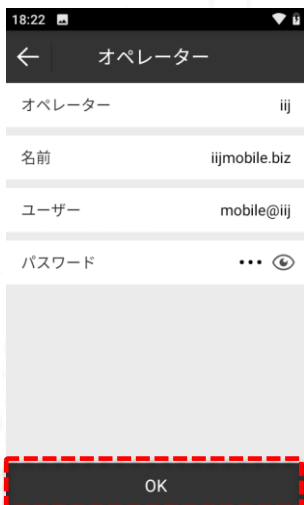 18:22
オペレーター
オペレーター iij
名前 iijmobile.biz
ユーザー mobile@iij
パスワード •••
OK